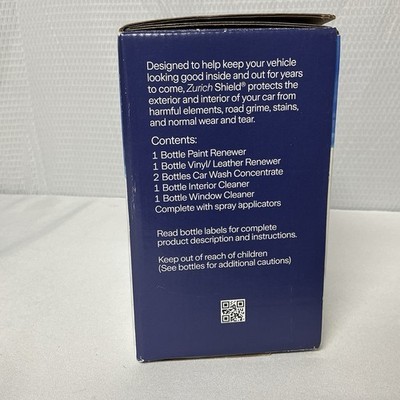 Designed to help keep your vehicle
looking good inside and out for years
to come, Zurich Shield® protects the
exterior and interior of your car from
harmful elements, road grime, stains,
and normal wear and tear.
Contents:
1 Bottle Paint Renewer
1 Bottle Vinyl/ Leather Renewer
2 Bottles Car Wash Concentrate
1 Bottle Interior Cleaner
1 Bottle Window Cleaner
Complete with spray applicators
Read bottle labels for complete
product description and instructions.
Keep out of reach of children
(See bottles for additional cautions)